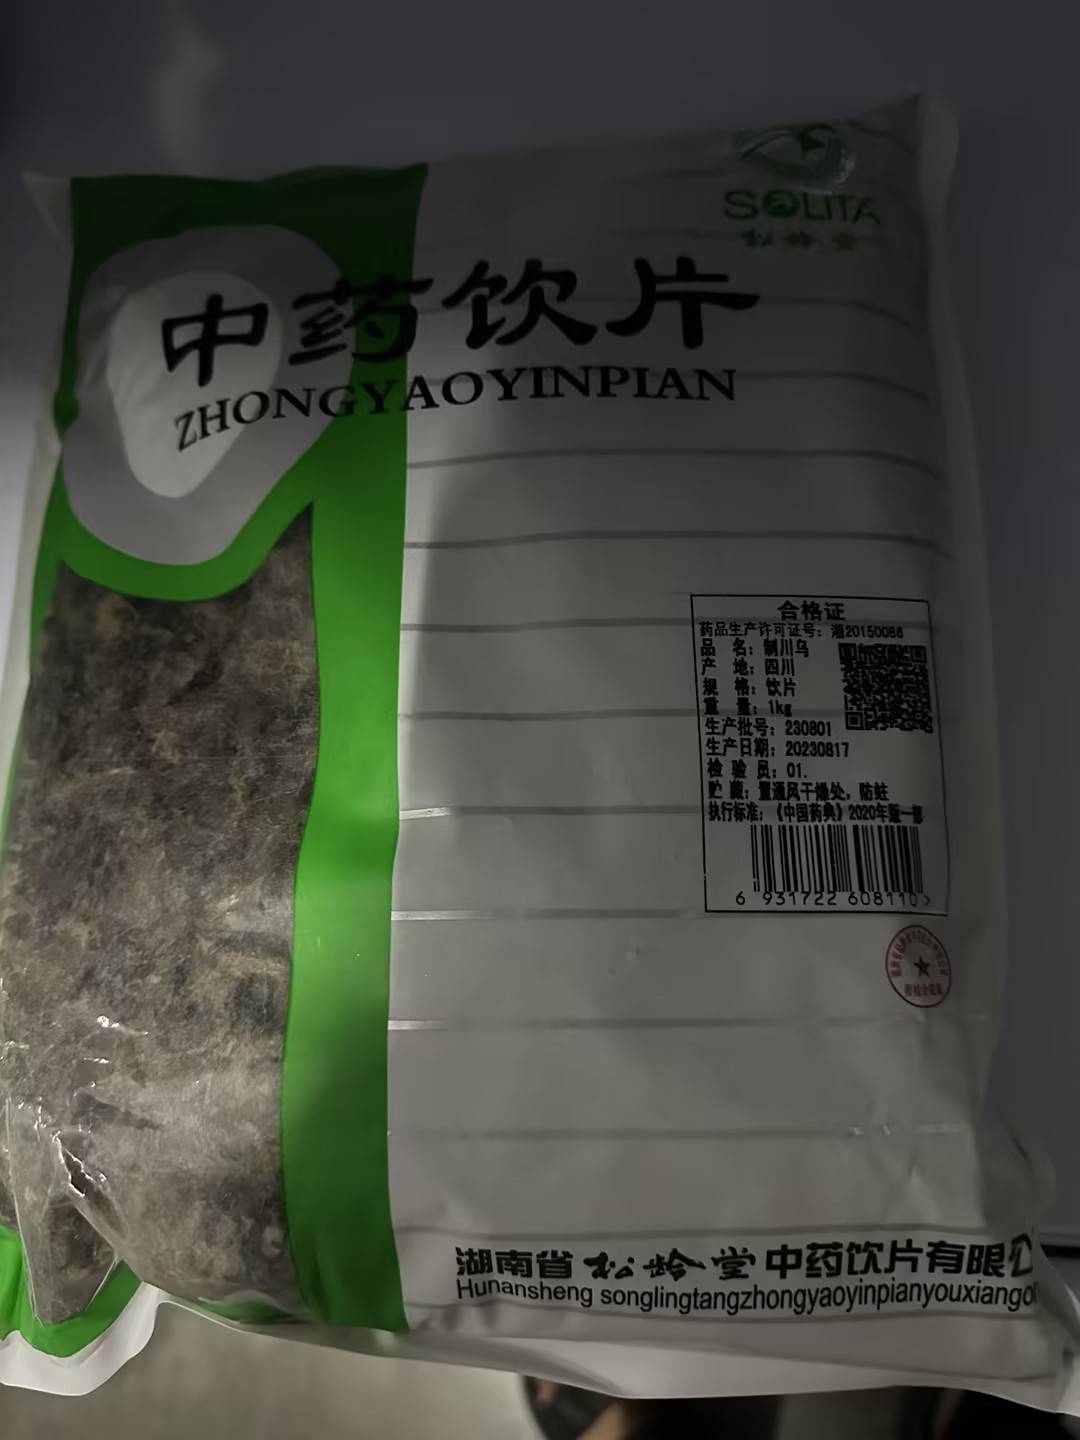 SOLITA
松龄堂
中药饮片
ZHONGYAOYINPIAN
合格证
药品生产许可证号：湘20150086
品 名：制川乌
产 地：四川
规 格：饮片
重 量：1kg
生产批号：230801
生产日期：20230817
检 验 员：01.
贮 藏：置通风干燥处，防蛀
执行标准：《中国药典》2020年版一部
6 931722 608110 >
湖南省松龄堂中药饮片有限公
Hunansheng songlingtangzhongyaoyinpianyouxiango